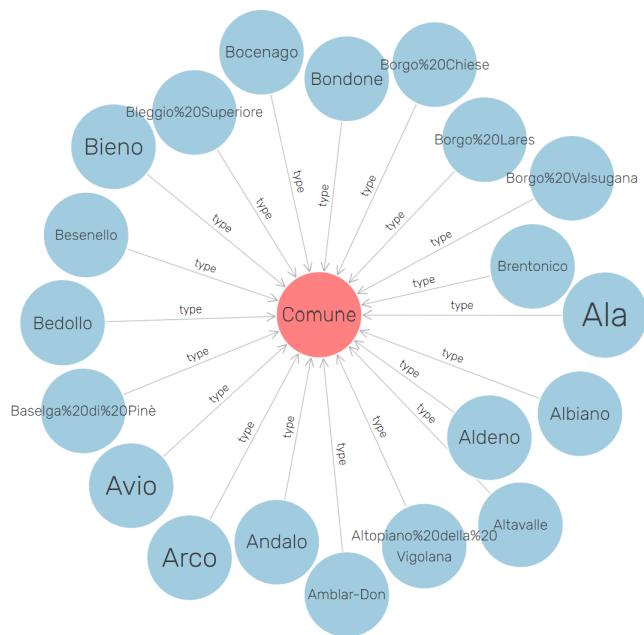 Bocenago
Bondone
Borgo%20Chiese
Bleggio%20Superiore
Borgo%20Lares
Bieno
Borgo%20Valsugana
type
type
type
type
type
type
type
Besenello
Brentonico
type
type
Bedollo
type
Comune
type
Ala
type
type
Baselga%20di%20Pinè
Albiano
type
type
Aldeno
type
type
type
type
Avio
Altavalle
Andalo
Altopiano%20della%20
Vigolana
Arco
Amblar-Don